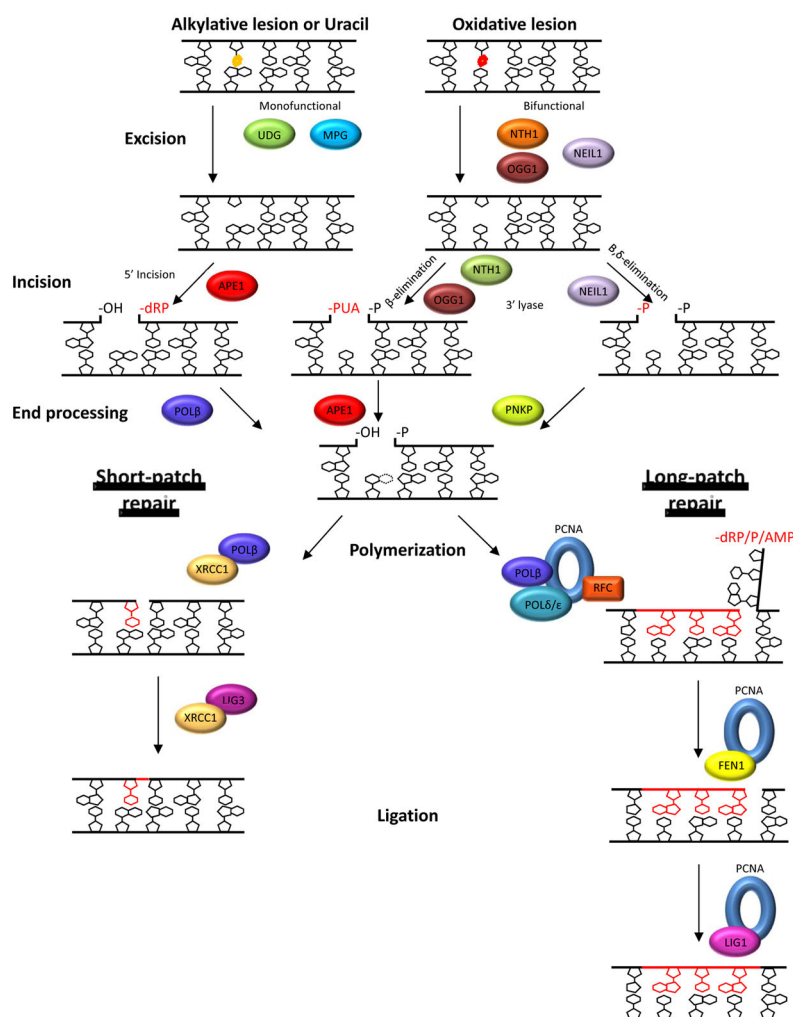 Alkylative lesion or Uracil
Oxidative lesion
Monofunctional
Bifunctional
Excision
UDG
MPG
NTH1
OGG1
NEIL1
Incision
5’ Incision
APE1
β-elimination
NTH1
OGG1
3’ lyase
B,δ-elimination
NEIL1
-OH
-dRP
-PUA
-P
-P
-P
End processing
POLβ
APE1
PNKP
-OH
-P
Short-patch
repair
Long-patch
repair
Polymerization
POLβ
XRCC1
PCNA
POLβ
POLδ/ε
RFC
-dRP/P/AMP
LIG3
XRCC1
PCNA
FEN1
Ligation
PCNA
LIG1